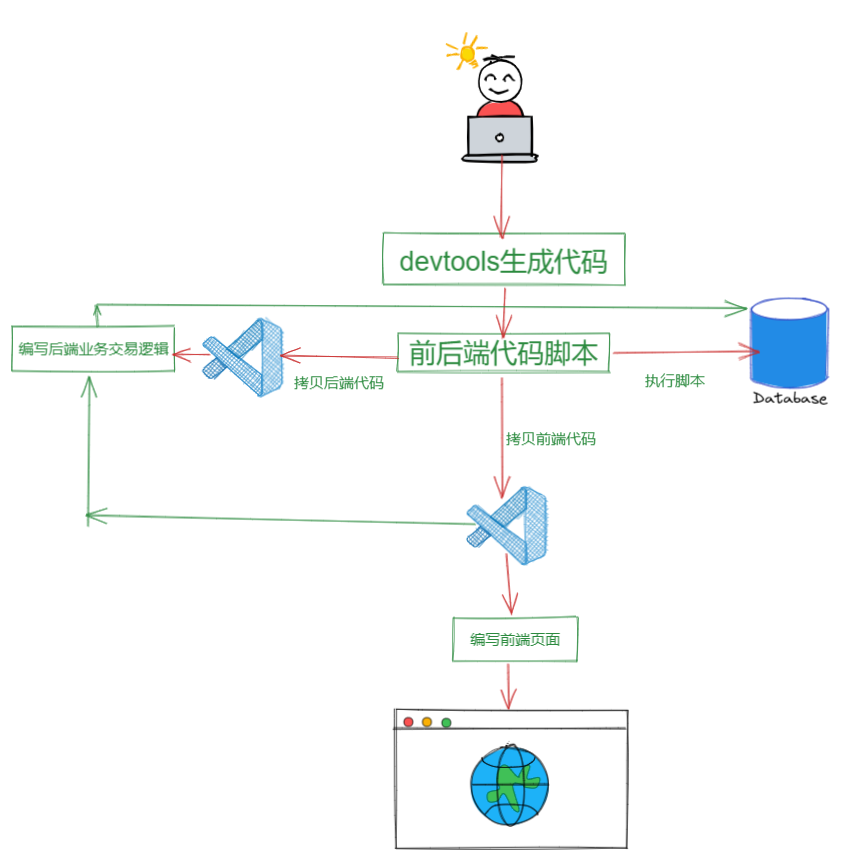 devtools生成代码
编写后端业务交易逻辑
前后端代码脚本
拷贝后端代码
执行脚本
Database
拷贝前端代码
编写前端页面